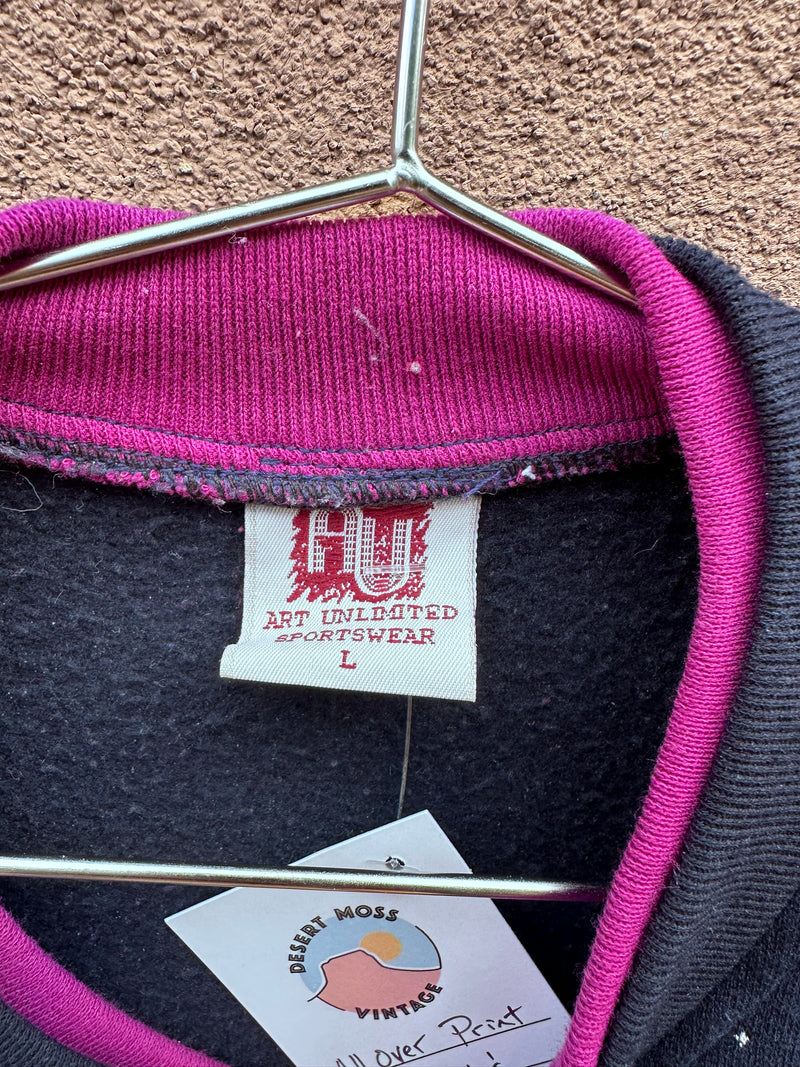 AU
ART UNLIMITED
SPORTSWEAR
L
DESERT MOSS
VINTAGE
All over Print